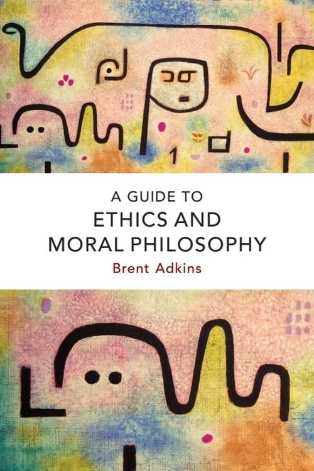 A GUIDE TO
ETHICS AND
MORAL PHILOSOPHY
Brent Adkins